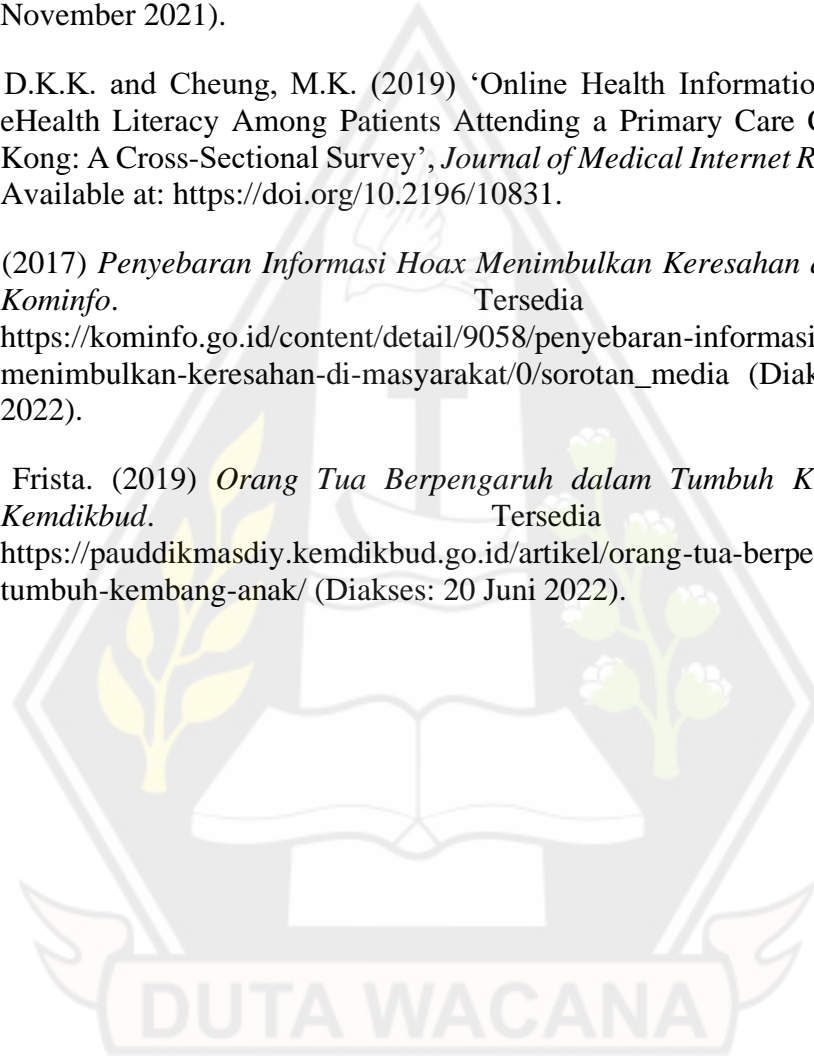 November 2021).
D.K.K. and Cheung, M.K. (2019) ‘Online Health Informatio
eHealth Literacy Among Patients Attending a Primary Care
Kong: A Cross-Sectional Survey’, Journal of Medical Internet R
Available at: https://doi.org/10.2196/10831.
(2017) Penyebaran Informasi Hoax Menimbulkan Keresahan
Kominfo. Tersedia
https://kominfo.go.id/content/detail/9058/penyebaran-informasi
menimbulkan-keresahan-di-masyarakat/0/sorotan_media (Diak
2022).
Frista. (2019) Orang Tua Berpengaruh dalam Tumbuh K
Kemdikbud. Tersedia
https://pauddikmasdiy.kemdikbud.go.id/artikel/orang-tua-berpe
tumbuh-kembang-anak/ (Diakses: 20 Juni 2022).
DUTA WACANA